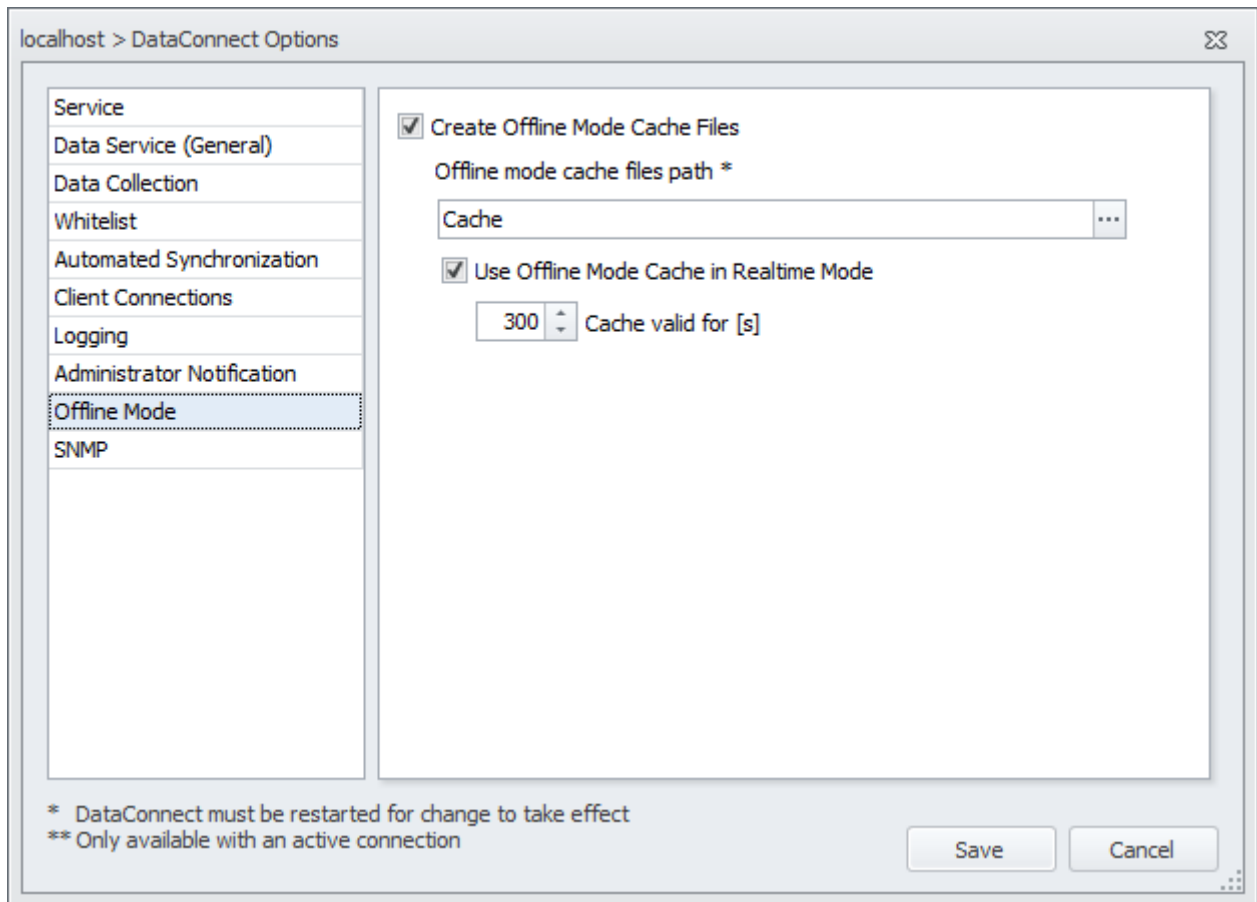 localhost > DataConnect Options
Service
Data Service (General)
Data Collection
Whitelist
Automated Synchronization
Client Connections
Logging
Administrator Notification
Offline Mode
SNMP
Create Offline Mode Cache Files
Offline mode cache files path *
Cache
...
Use Offline Mode Cache in Realtime Mode
300 Cache valid for [s]
* DataConnect must be restarted for change to take effect
** Only available with an active connection
Save Cancel